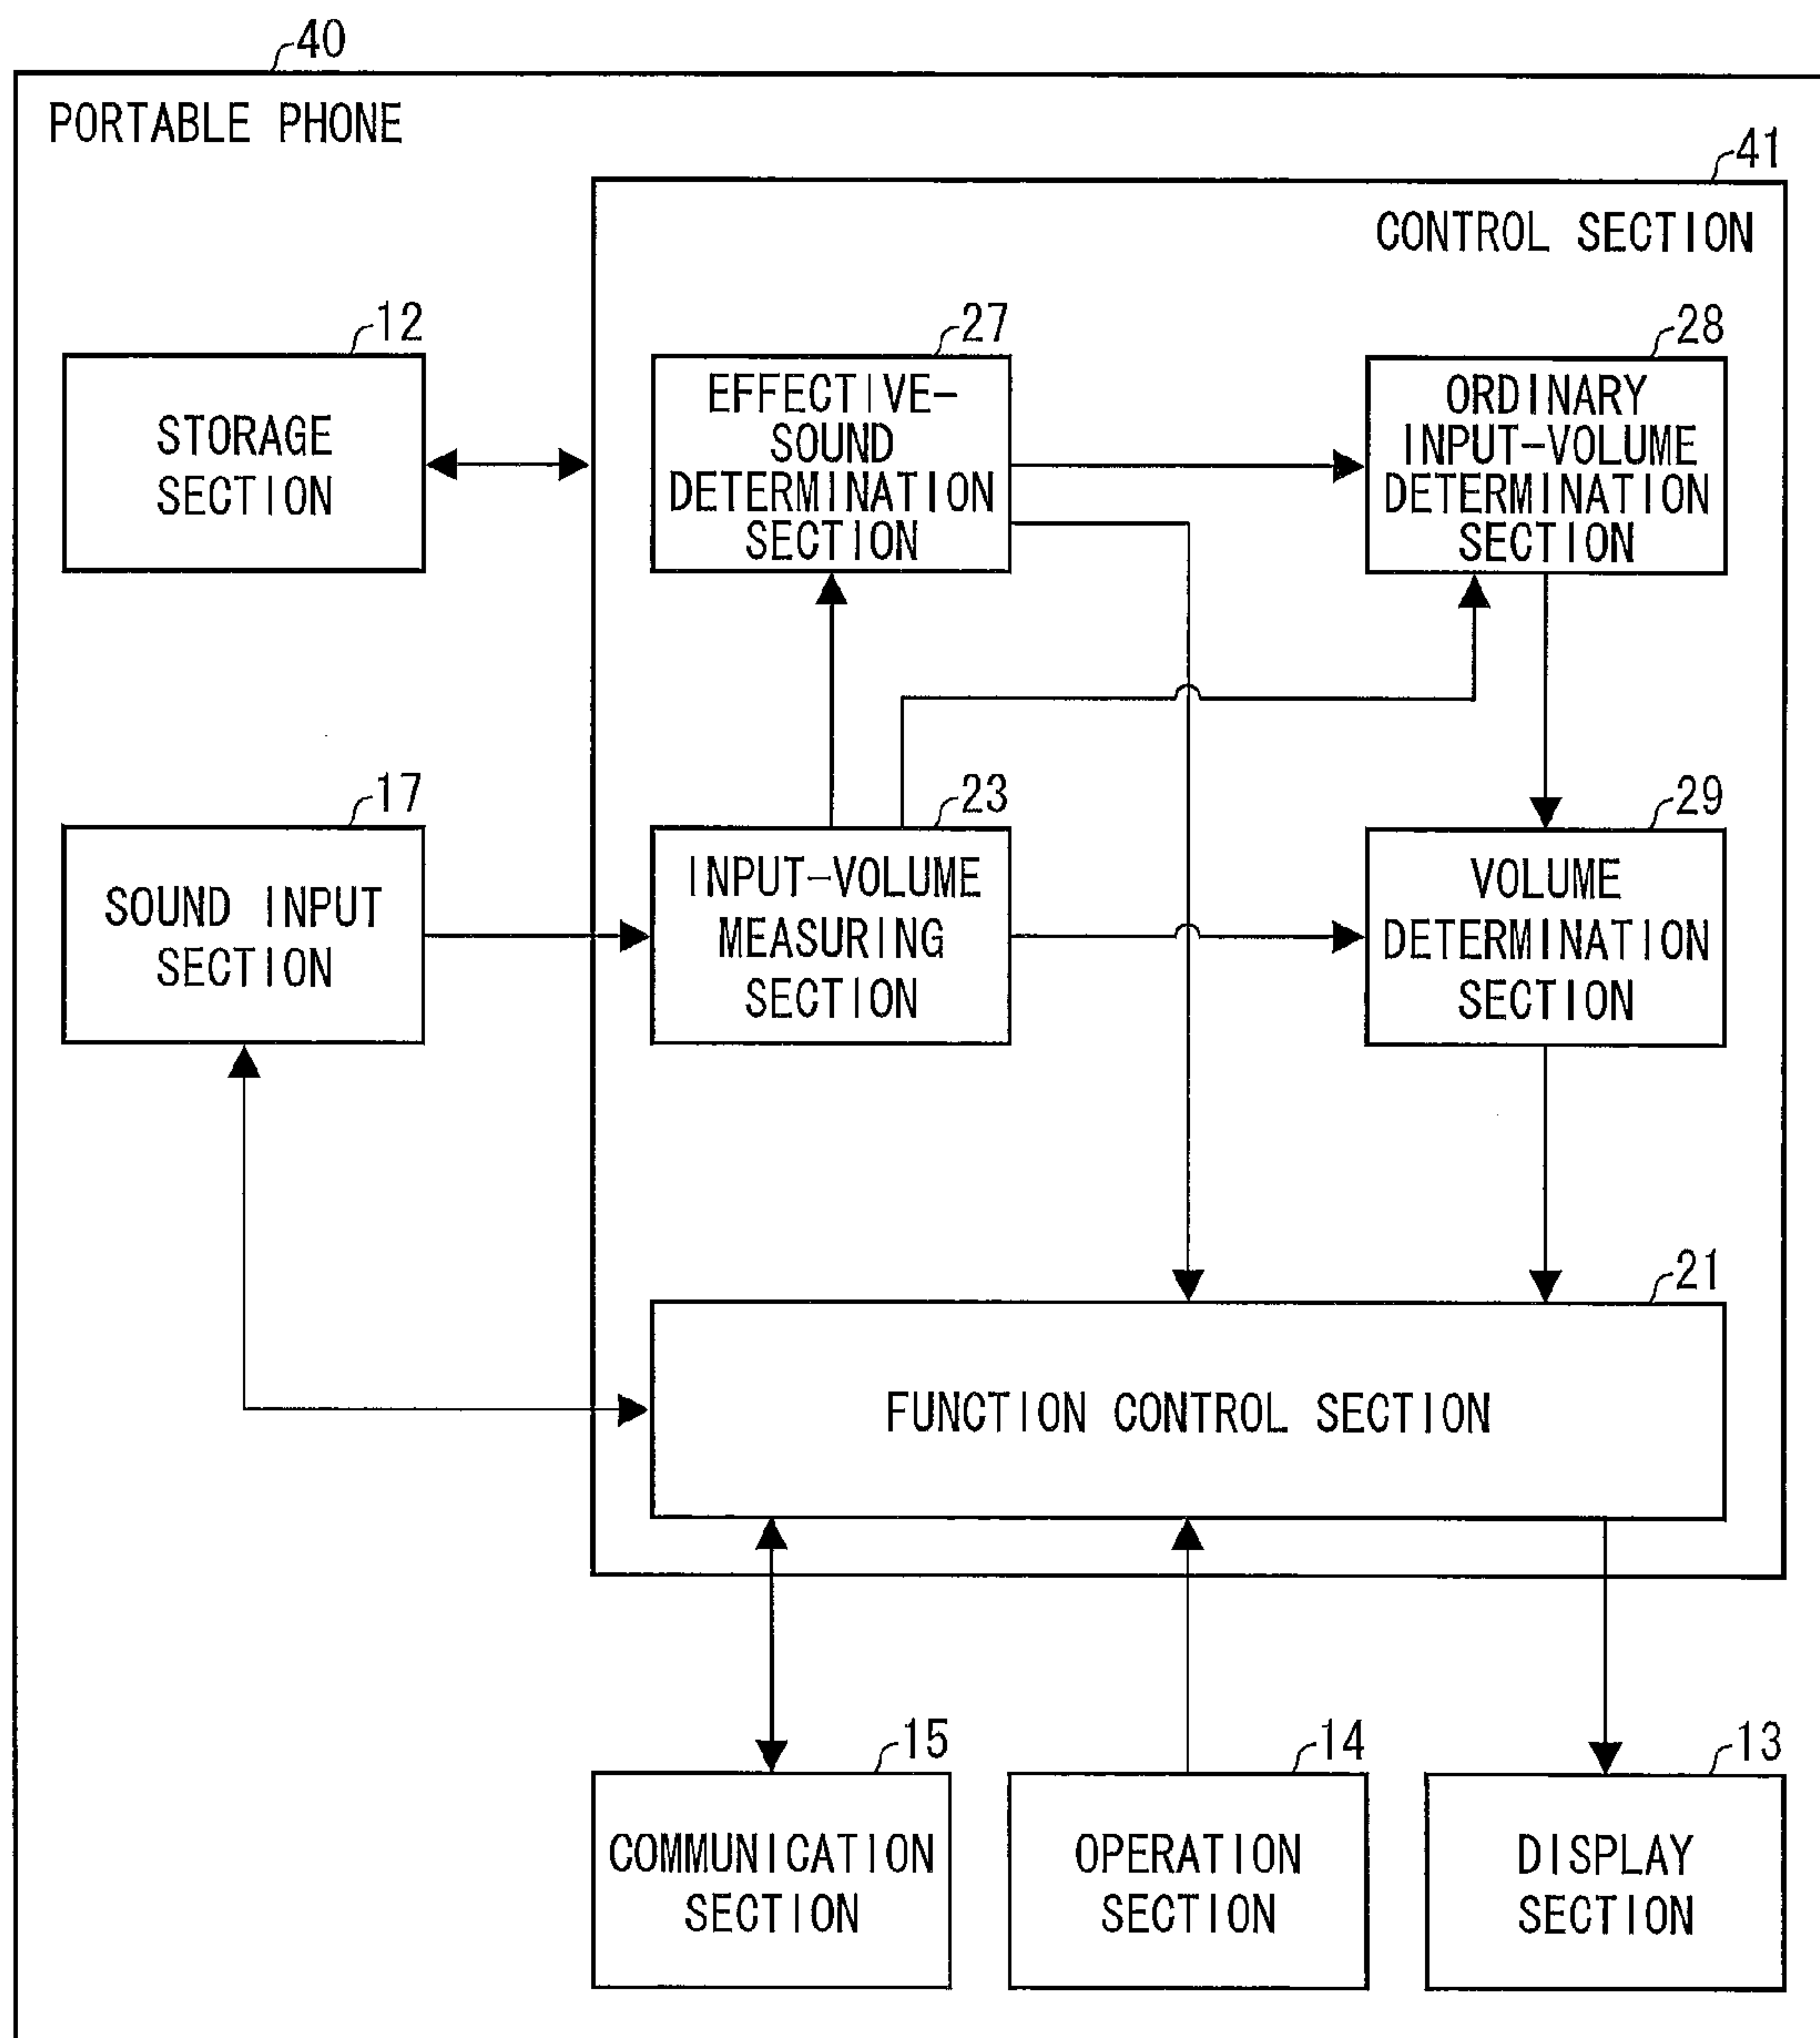 40
PORTABLE PHONE
41
CONTROL SECTION
12
STORAGE
SECTION
27
EFFECTIVE-
SOUND
DETERMINATION
SECTION
28
ORDINARY
INPUT-VOLUME
DETERMINATION
SECTION
17
SOUND INPUT
SECTION
23
INPUT-VOLUME
MEASURING
SECTION
29
VOLUME
DETERMINATION
SECTION
21
FUNCTION CONTROL SECTION
15
COMMUNICATION
SECTION
14
OPERATION
SECTION
13
DISPLAY
SECTION